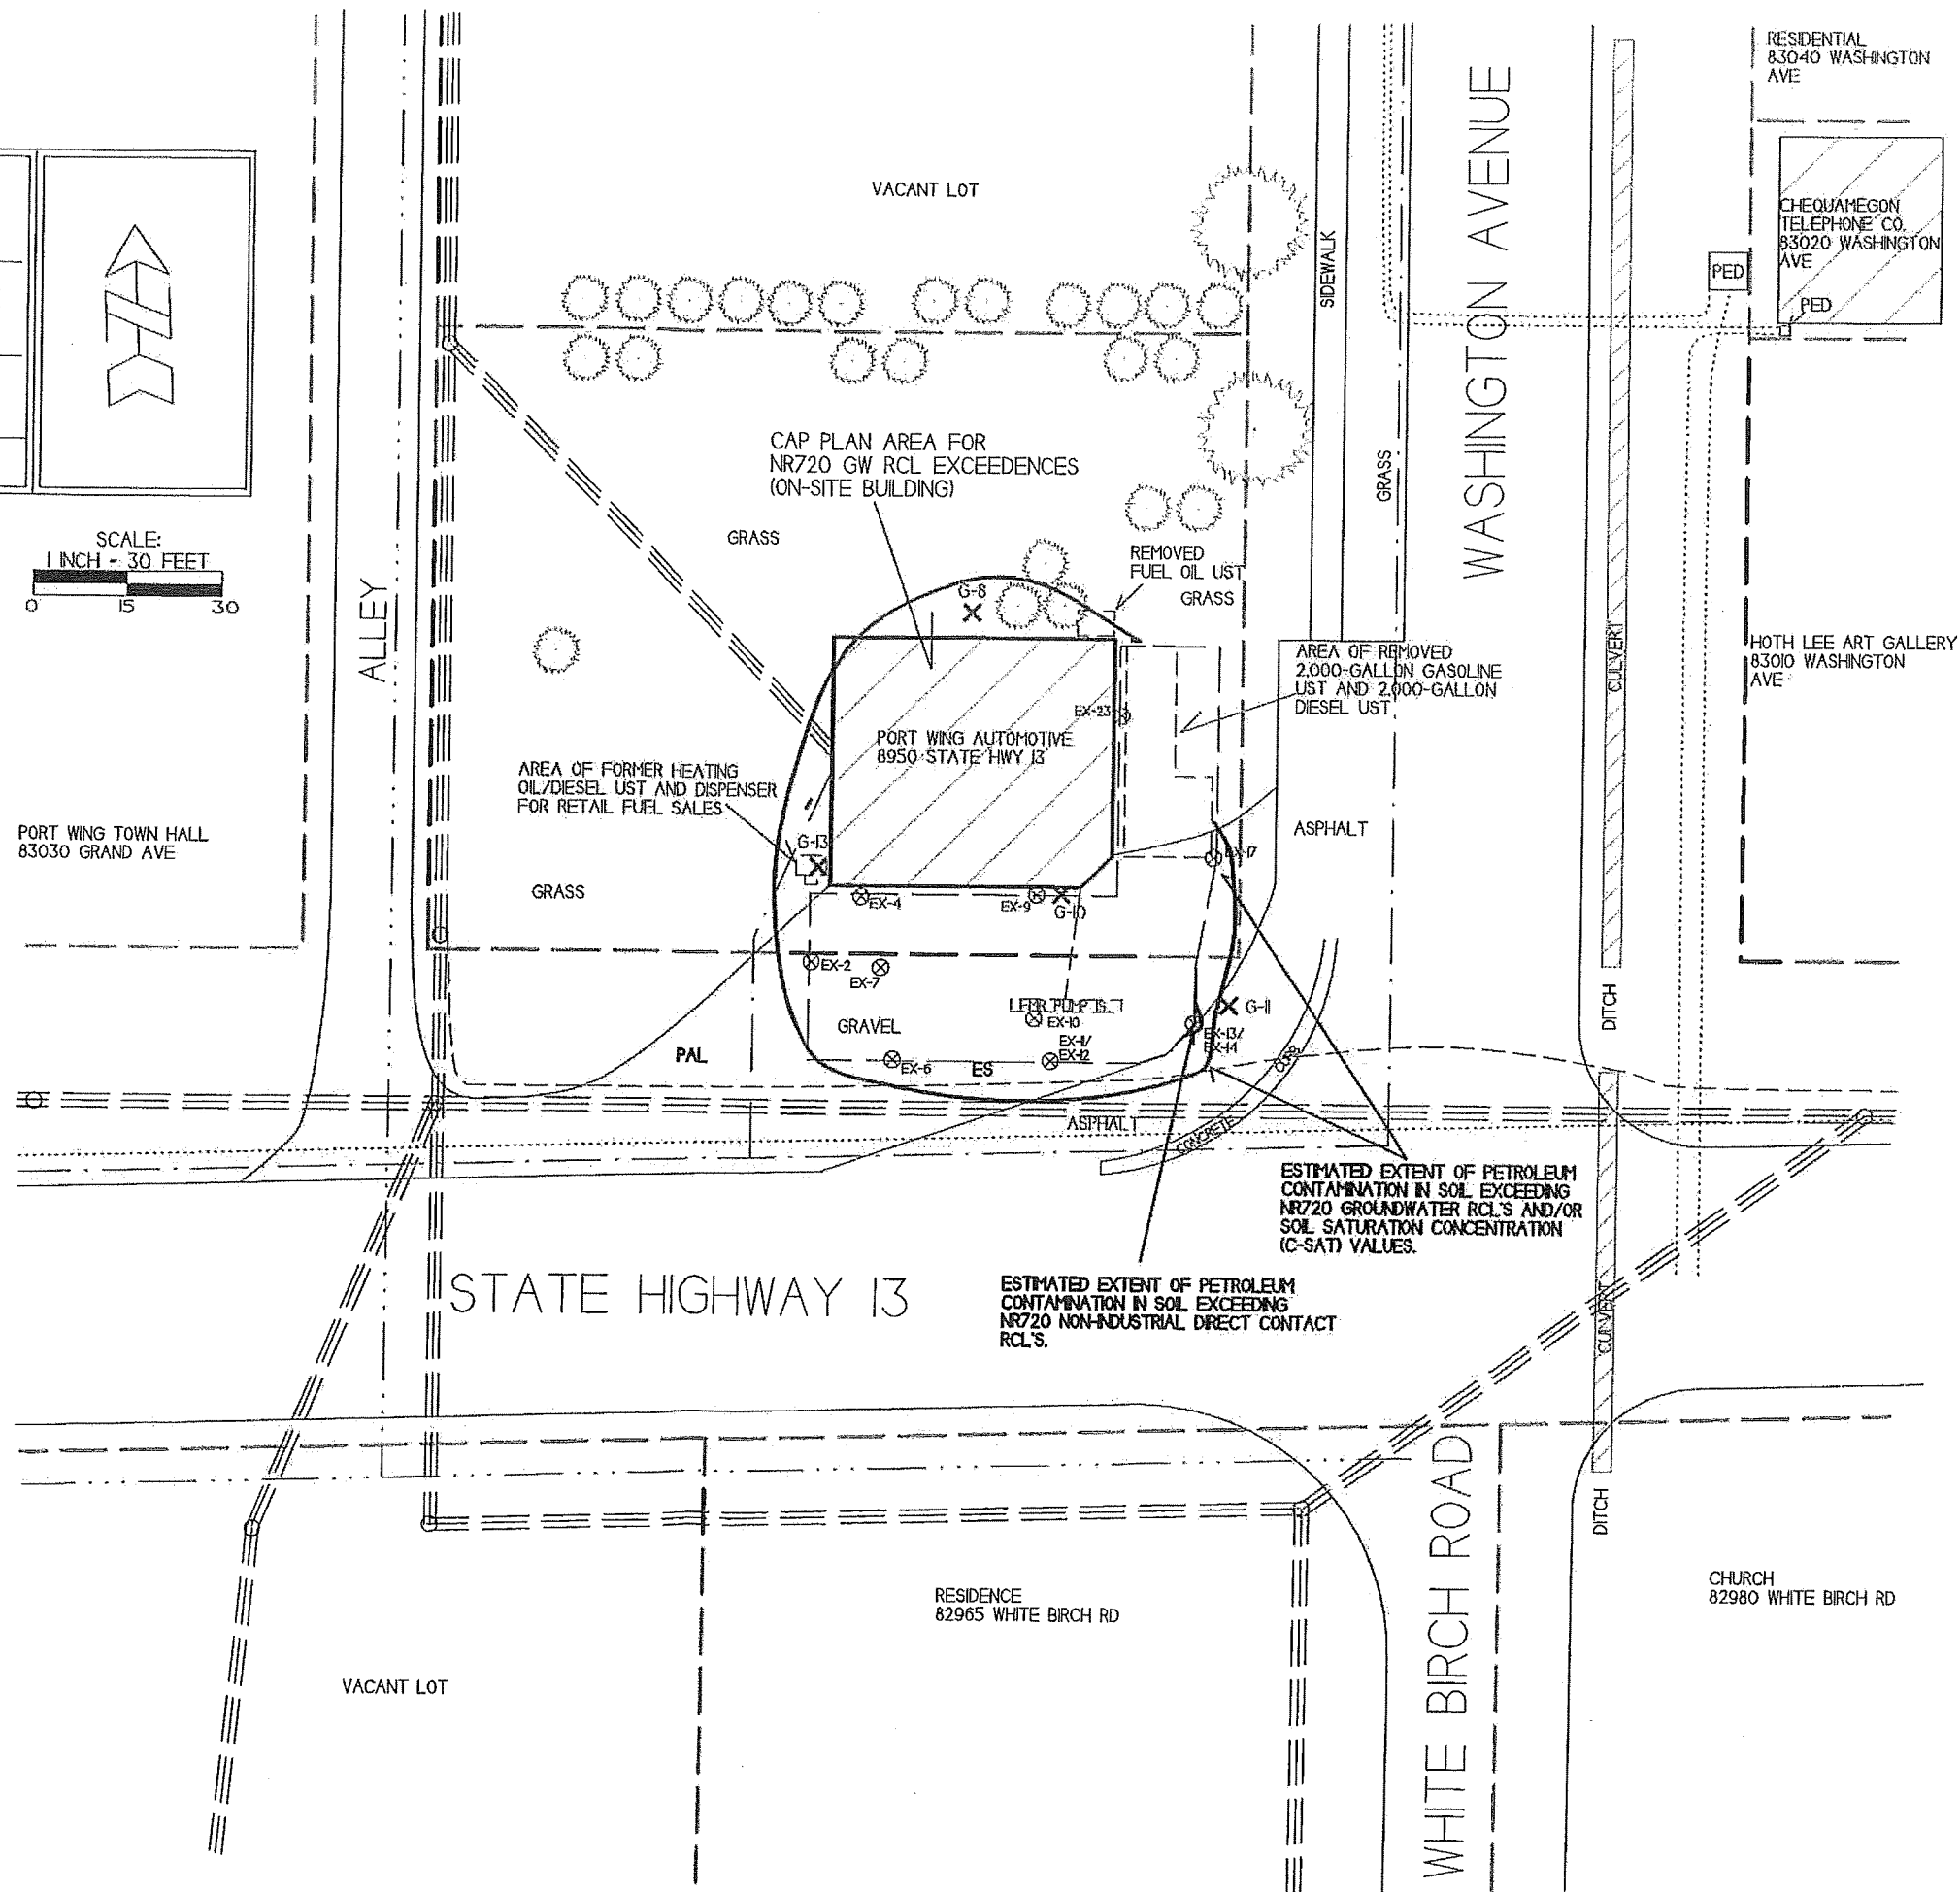 RESIDENTIAL
83040 WASHINGTON
AVE
WASHINGTON AVENUE
VACANT LOT
CHEQUAMEGON
TELEPHONE CO.
83020 WASHINGTON
AVE
PED
PED
SIDEWALK
CAP PLAN AREA FOR
NR720 GW RCL EXCEEDENCES
(ON-SITE BUILDING)
GRASS
SCALE:
1 INCH = 30 FEET
0 15 30
GRASS
REMOVED
FUEL OIL UST
GRASS
ALLEY
G-8
AREA OF REMOVED
2,000-GALLON GASOLINE
UST AND 2,000-GALLON
DIESEL UST
CULVERT
HOTH LEE ART GALLERY
83010 WASHINGTON
AVE
EX-23
PORT WING AUTOMOTIVE
8950 STATE HWY 13
AREA OF FORMER HEATING
OIL/DIESEL UST AND DISPENSER
FOR RETAIL FUEL SALES
PORT WING TOWN HALL
83030 GRAND AVE
ASPHALT
G-13
EX-17
GRASS
EX-4
EX-9
G-10
EX-2
EX-7
DITCH
G-11
GRAVEL
EX-10
EX-13/
EX-14
EX-11/
EX-12
PAL
EX-6
ES
CURB
ASPHALT
CONCRETE
ESTIMATED EXTENT OF PETROLEUM
CONTAMINATION IN SOIL EXCEEDING
NR720 GROUNDWATER RCL'S AND/OR
SOIL SATURATION CONCENTRATION
(C-SAT) VALUES.
STATE HIGHWAY 13
ESTIMATED EXTENT OF PETROLEUM
CONTAMINATION IN SOIL EXCEEDING
NR720 NON-INDUSTRIAL DIRECT CONTACT
RCL'S.
CULVERT
DITCH
WHITE BIRCH ROAD
RESIDENCE
82965 WHITE BIRCH RD
CHURCH
82980 WHITE BIRCH RD
VACANT LOT